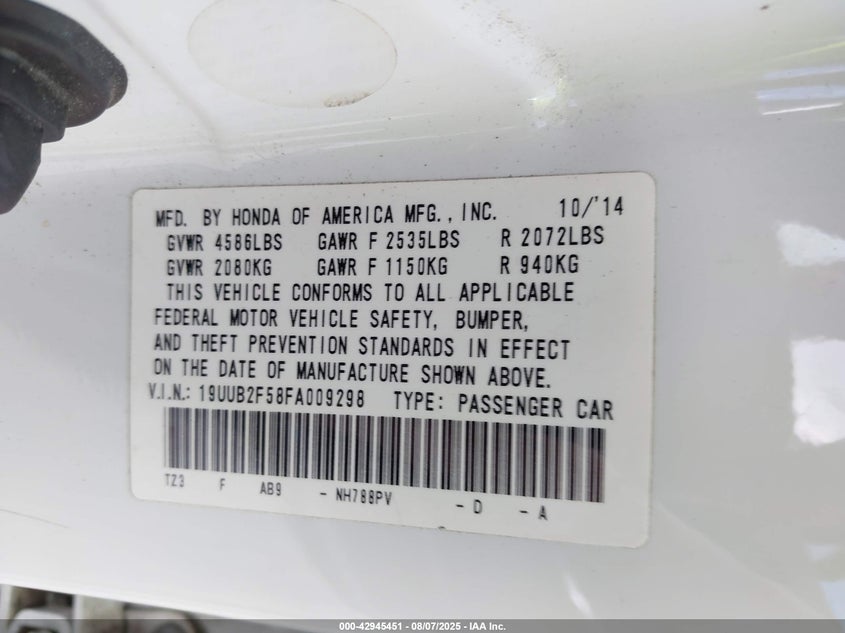 MFD. BY HONDA OF AMERICA MFG., INC. 10/'14
GVWR 4586LBS GAWR F 2535LBS R 2072LBS
GVWR 2080KG GAWR F 1150KG R 940KG
THIS VEHICLE CONFORMS TO ALL APPLICABLE
FEDERAL MOTOR VEHICLE SAFETY, BUMPER,
AND THEFT PREVENTION STANDARDS IN EFFECT
ON THE DATE OF MANUFACTURE SHOWN ABOVE.
V.I.N.: 19UUB2F58FA009298 TYPE: PASSENGER CAR
TZ3 F AB9 - NH788PV - D - A
000-42945451 - 08/07/2025 - IAA Inc.